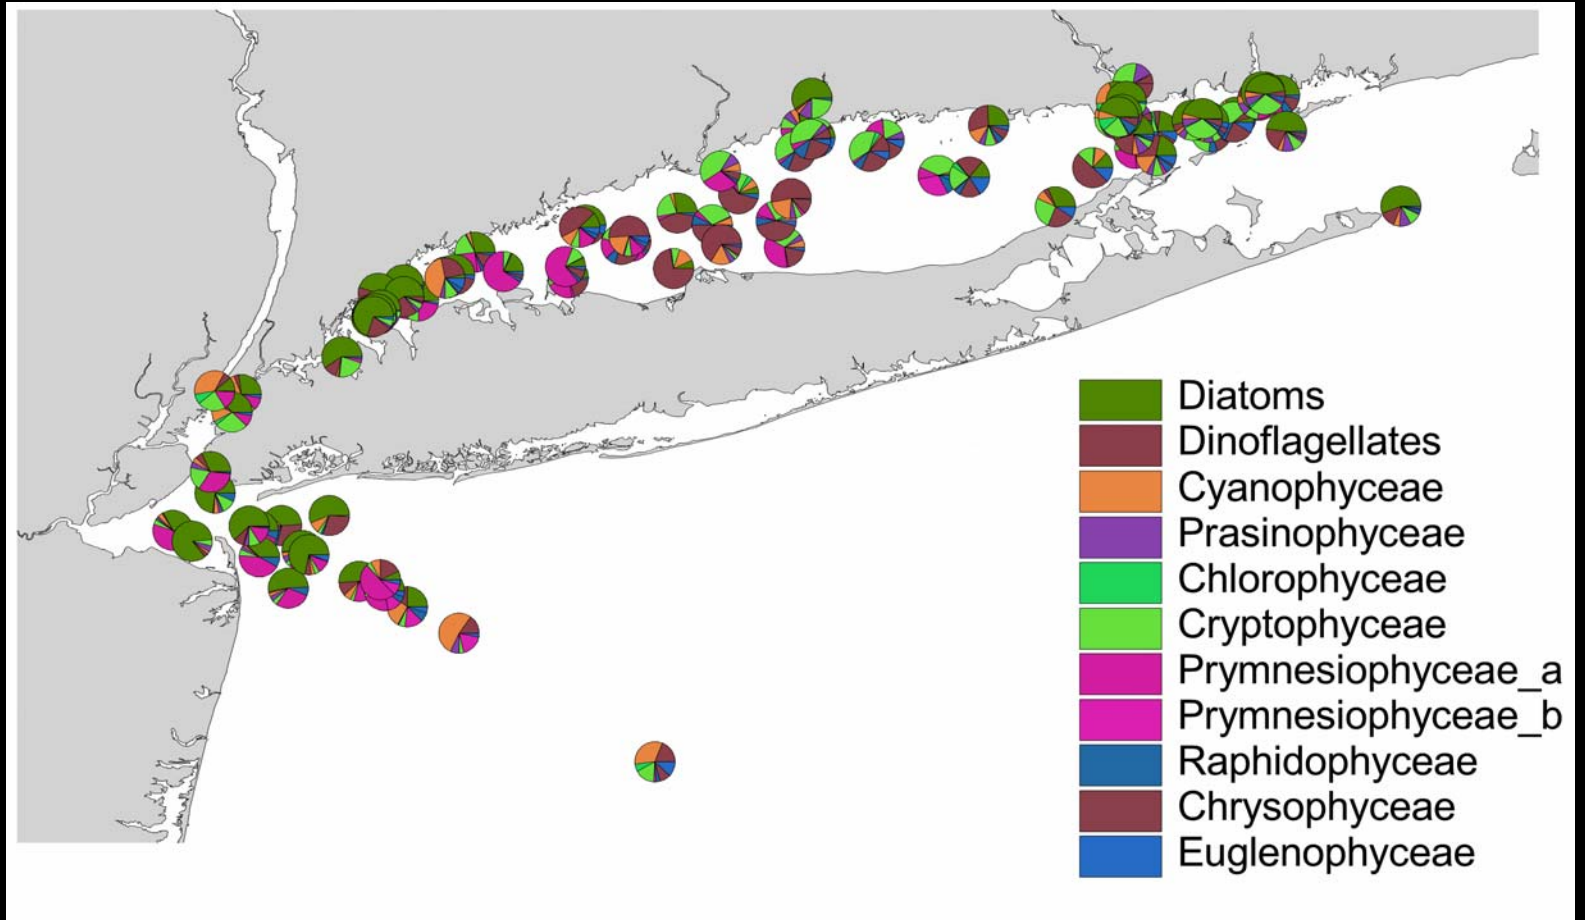 Diatoms
Dinoflagellates
Cyanophyceae
Prasinophyceae
Chlorophyceae
Cryptophyceae
Prymnesiophyceae_a
Prymnesiophyceae_b
Raphidophyceae
Chrysophyceae
Euglenophyceae